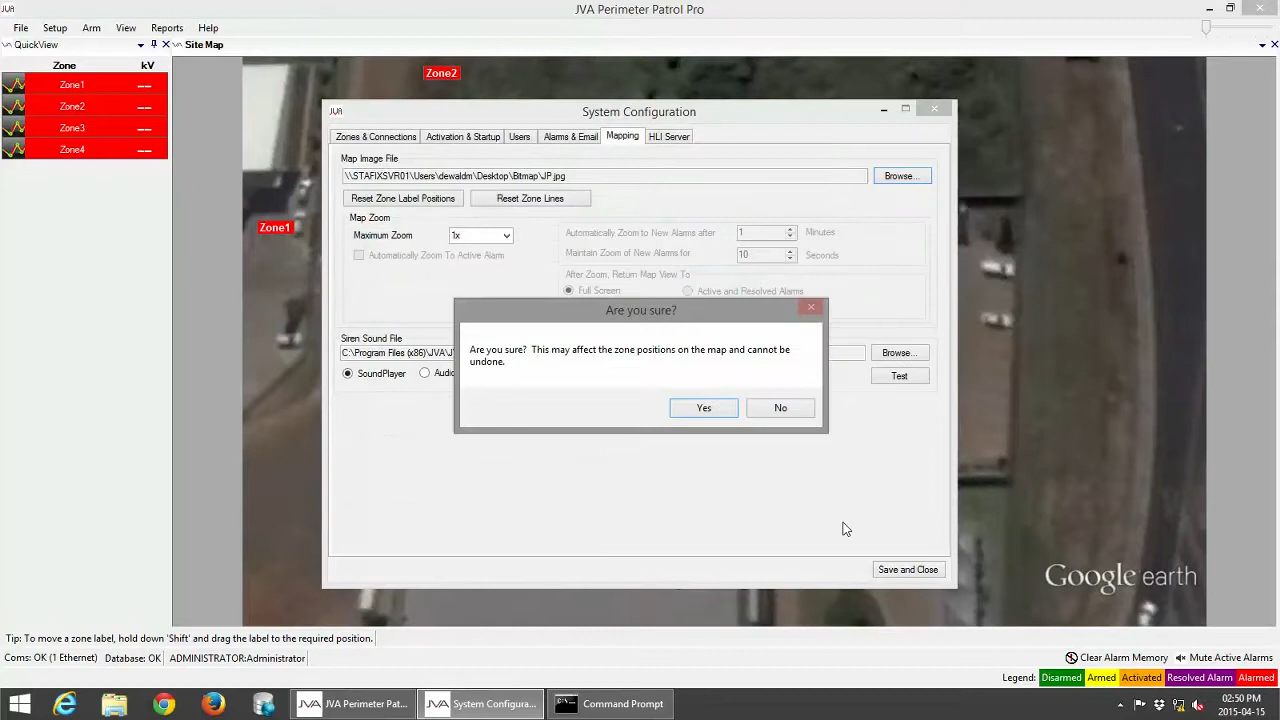 JVA Perimeter Patrol Pro
File Setup Arm View Reports Help
QuickView
Site Map
Zone kV
Zone1 --
Zone2 --
Zone3 --
Zone4 --
Zone2
Zone1
JVA System Configuration
Zones & Connections Activation & Startup Users Alarms & Email Mapping HLI Server
Map Image File
\\STAFIXSVR01\Users\dewaldm\Desktop\Bitmap\JP.jpg Browse...
Reset Zone Label Positions Reset Zone Lines
Map Zoom
Maximum Zoom 1x
Automatically Zoom to New Alarms after 1 Minutes
Automatically Zoom To Active Alarm
Maintain Zoom of New Alarms for 10 Seconds
After Zoom, Return Map View To
Full Screen Active and Resolved Alarms
Are you sure?
Are you sure? This may affect the zone positions on the map and cannot be
undone.
Yes No
Siren Sound File
C:\Program Files (x86)\JVA\ Browse...
SoundPlayer Test
Save and Close
Google earth
Tip: To move a zone label, hold down 'Shift' and drag the label to the required position.
Coms: OK (1 Ethernet) Database: OK ADMINISTRATOR:Administrator
Clear Alarm Memory Mute Active Alarms
Legend: Disarmed Armed Activated Resolved Alarm Alarmed
JVA JVA Perimeter Pat... JVA System Configura... Command Prompt
02:50 PM
2015-04-15